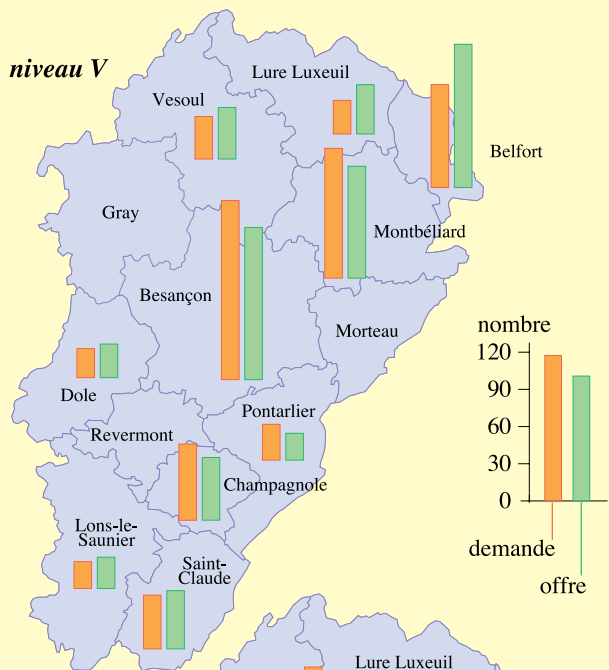 niveau V
Lure Luxeuil
Vesoul
Belfort
Gray
Montbéliard
Besançon
Morteau
nombre
120
90
60
30
0
demande
offre
Dole
Pontarlier
Revermont
Champagnole
Lons-le-
Saunier
Saint-
Claude
Lure Luxeuil